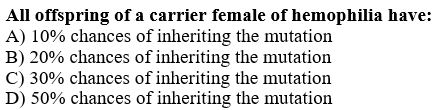 All offspring of a carrier female of hemophilia have:
A) 10% chances of inheriting the mutation
B) 20% chances of inheriting the mutation
C) 30% chances of inheriting the mutation
D) 50% chances of inheriting the mutation